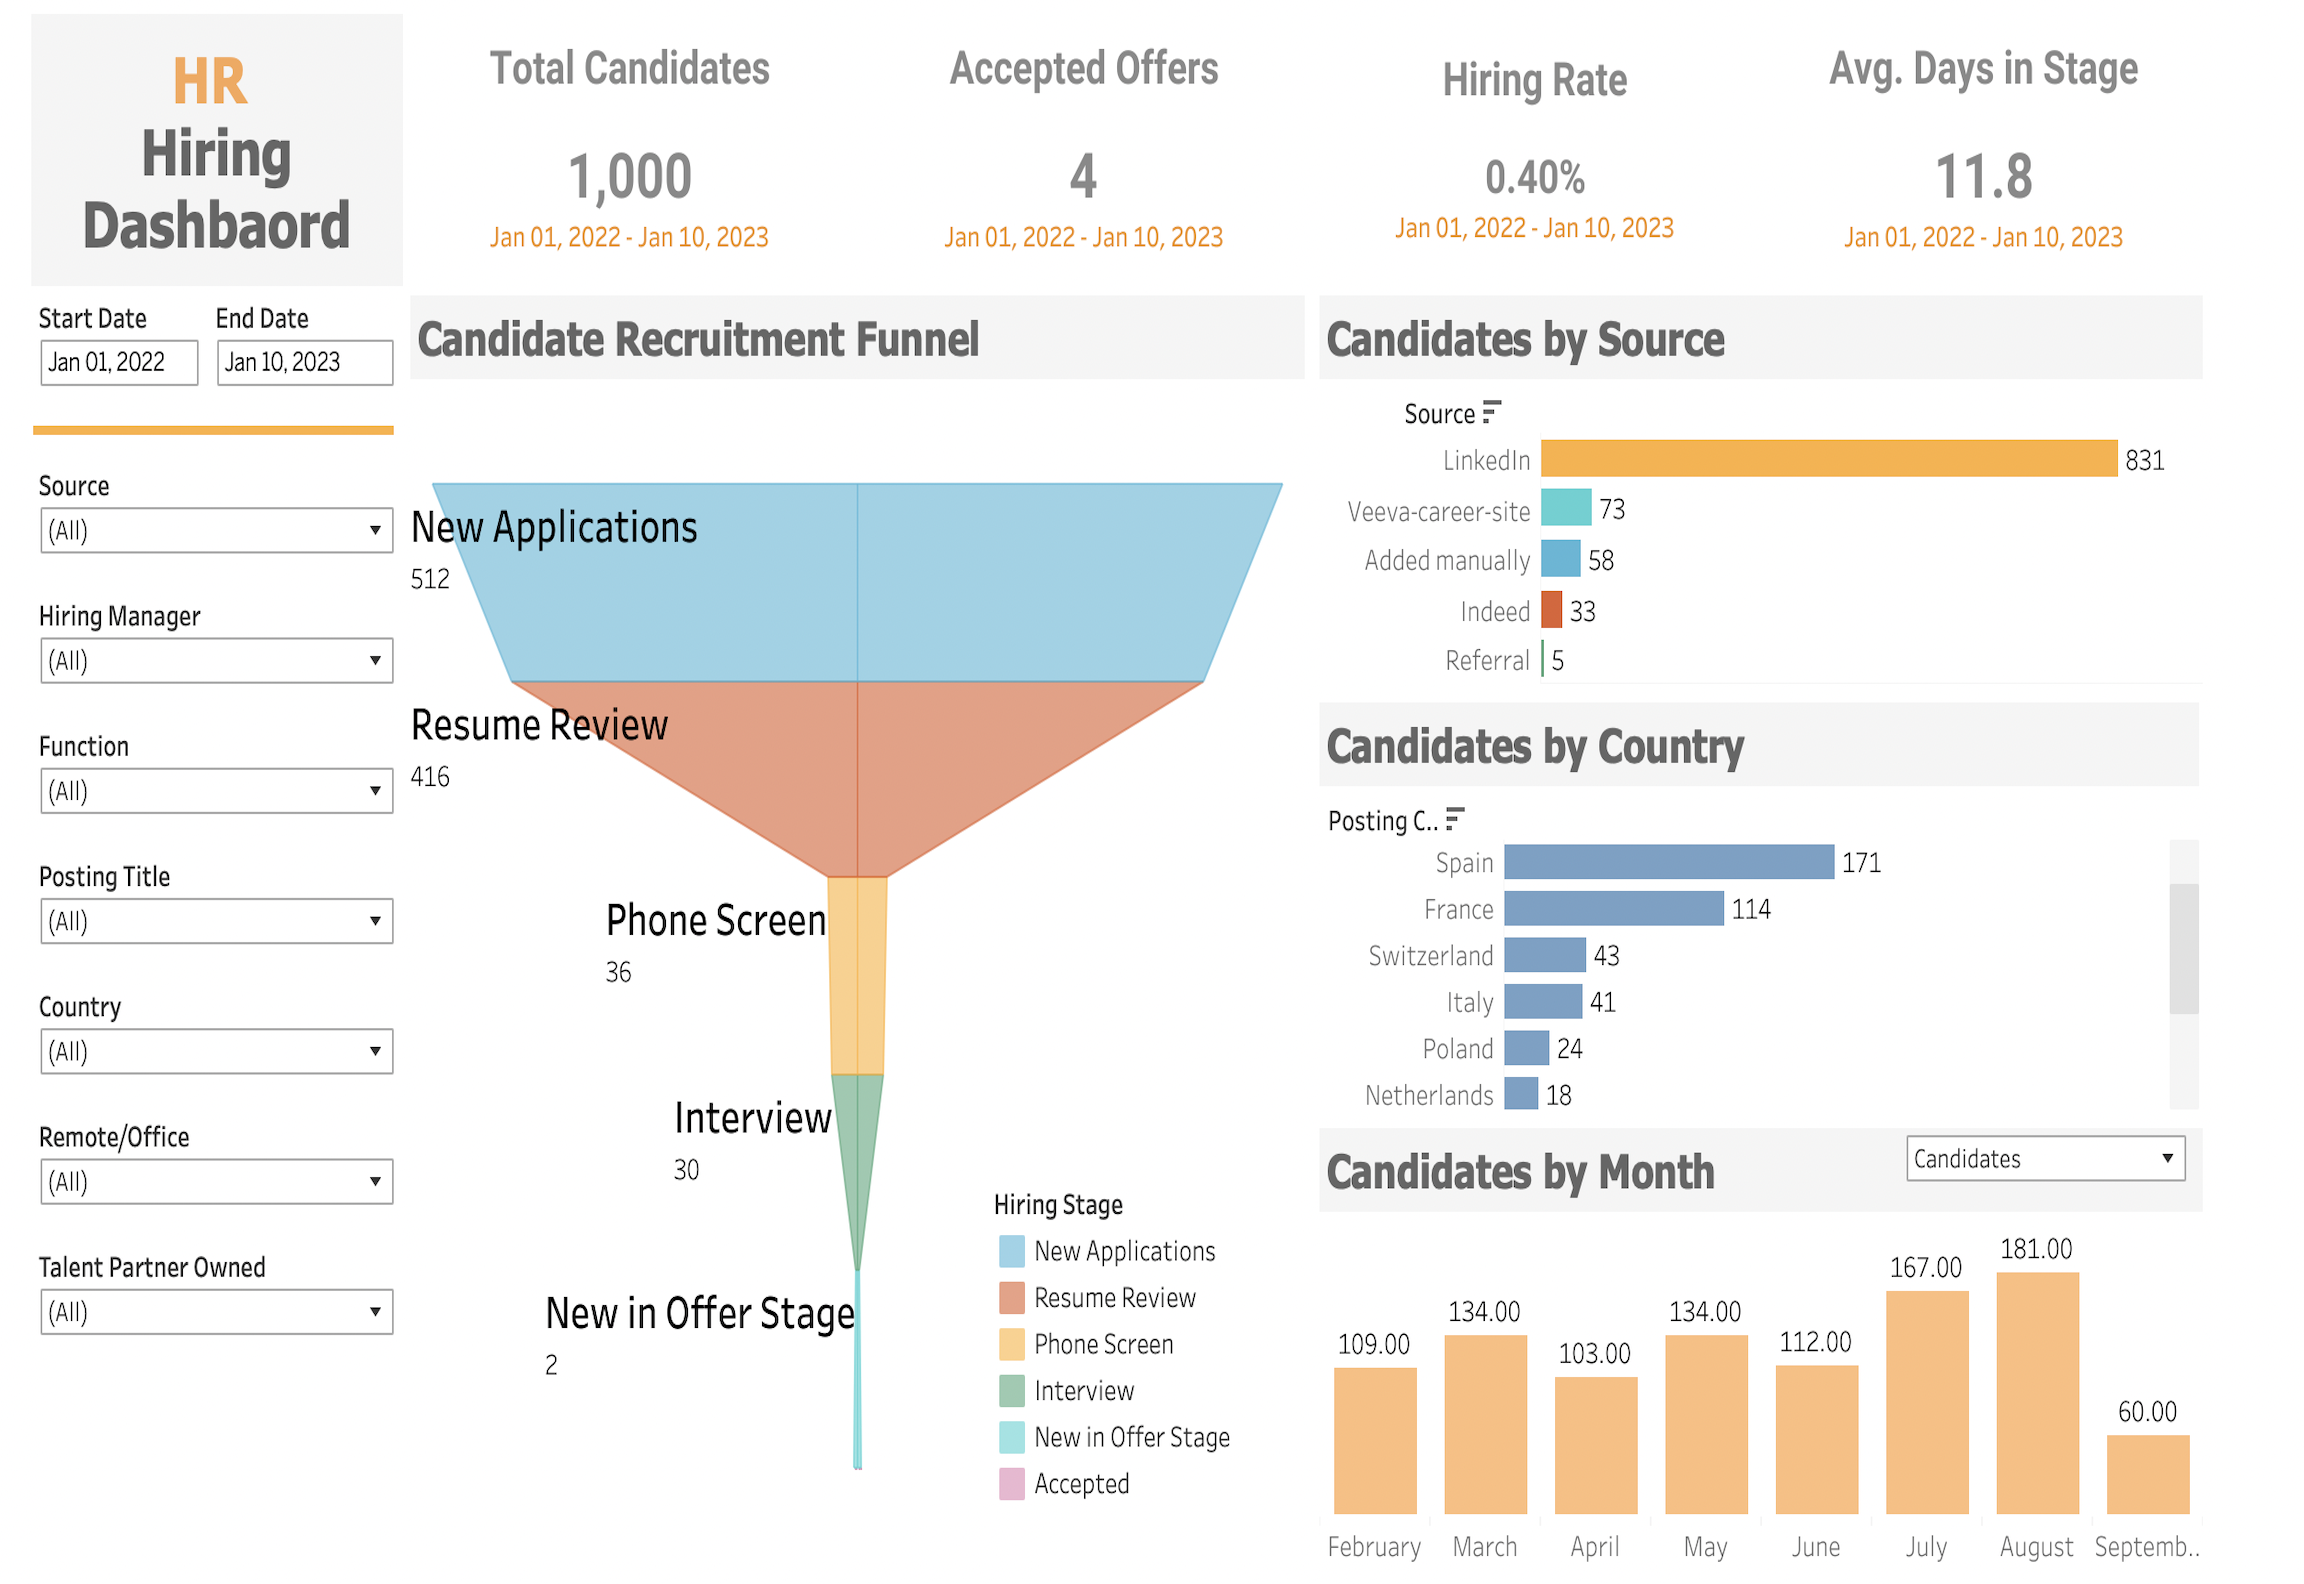 HR
Hiring
Dashbaord
Total Candidates
1,000
Jan 01, 2022 - Jan 10, 2023
Accepted Offers
4
Jan 01, 2022 - Jan 10, 2023
Hiring Rate
0.40%
Jan 01, 2022 - Jan 10, 2023
Avg. Days in Stage
11.8
Jan 01, 2022 - Jan 10, 2023
Start Date
Jan 01, 2022
End Date
Jan 10, 2023
Source
(All)
Hiring Manager
(All)
Function
(All)
Posting Title
(All)
Country
(All)
Remote/Office
(All)
Talent Partner Owned
(All)
Candidate Recruitment Funnel
New Applications
512
Resume Review
416
Phone Screen
36
Interview
30
New in Offer Stage
2
Hiring Stage
New Applications
Resume Review
Phone Screen
Interview
New in Offer Stage
Accepted
Candidates by Source
Source
LinkedIn 831
Veeva-career-site 73
Added manually 58
Indeed 33
Referral 5
Candidates by Country
Posting C..
Spain 171
France 114
Switzerland 43
Italy 41
Poland 24
Netherlands 18
Candidates by Month
Candidates
109.00 134.00 103.00 134.00 112.00 167.00 181.00 60.00
February March April May June July August Septemb..